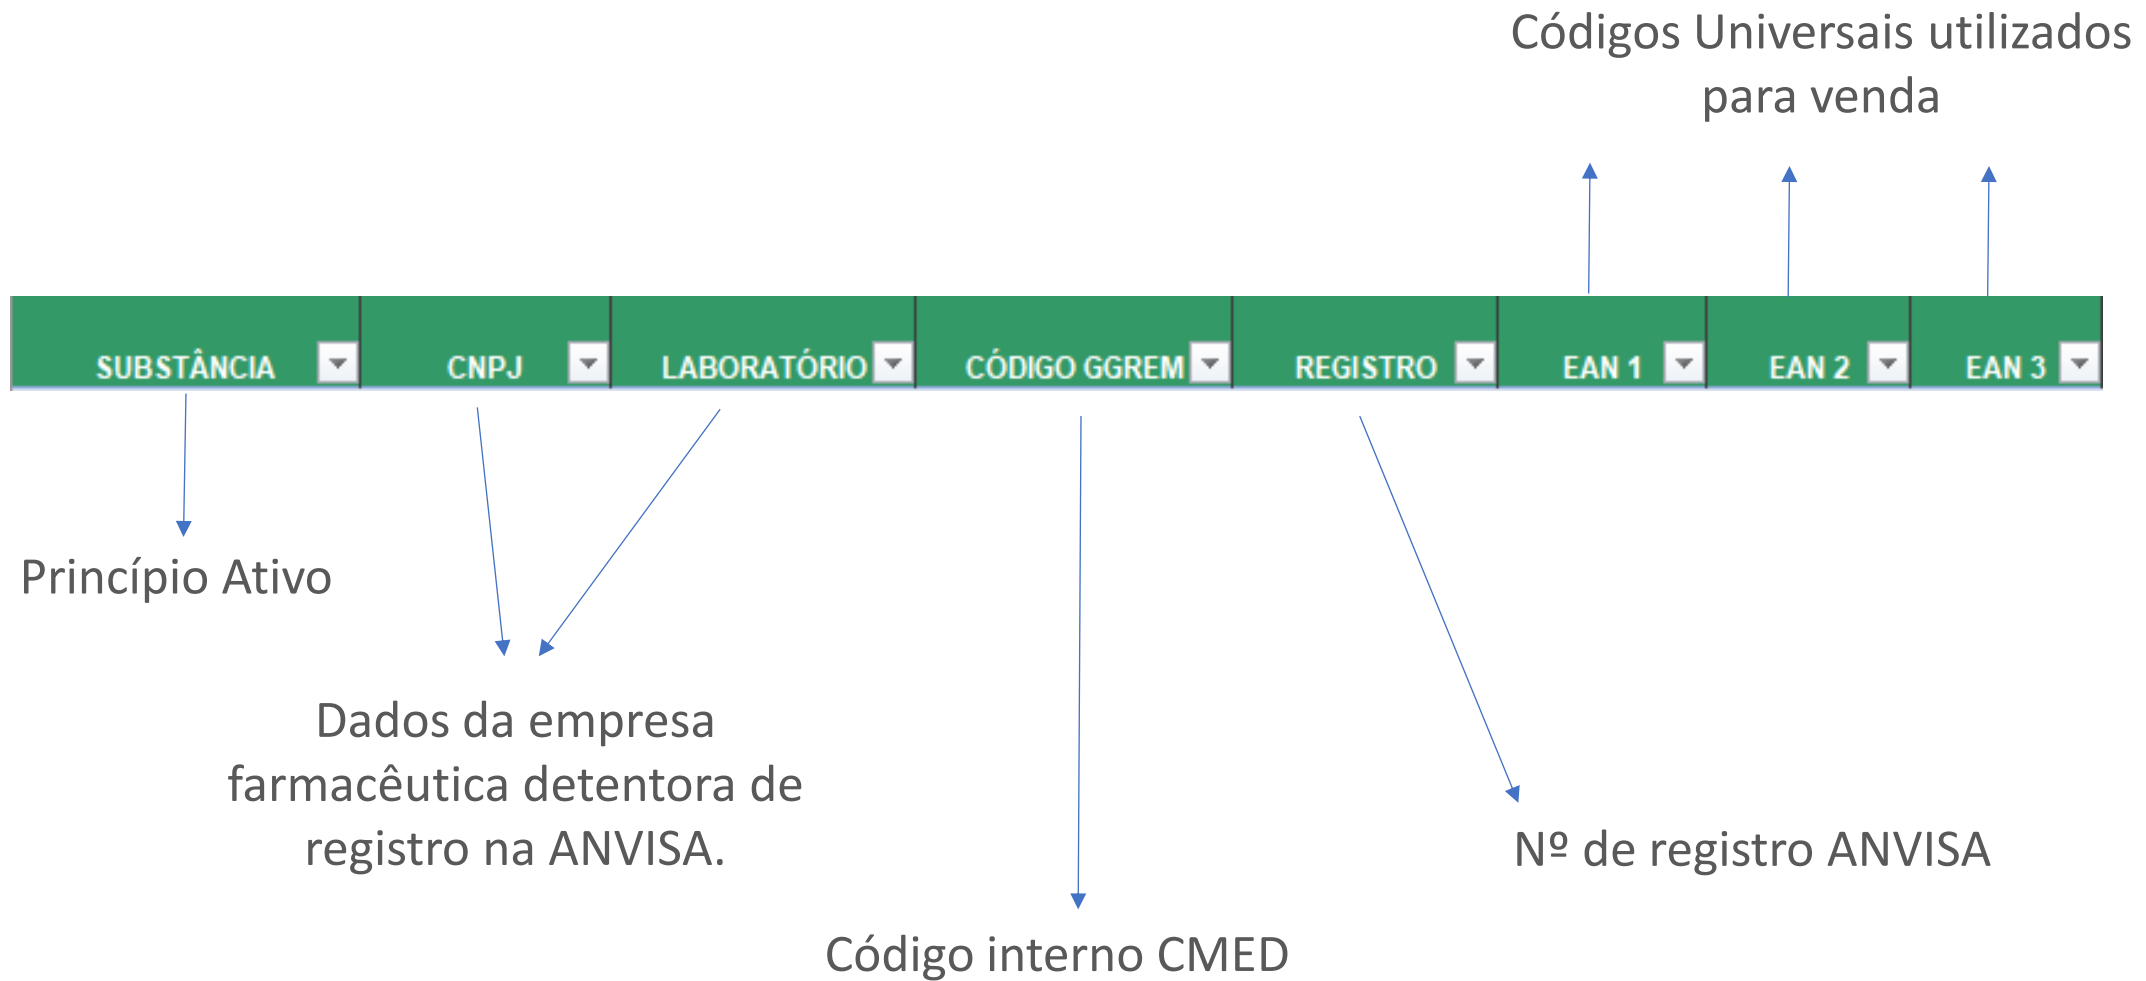 Códigos Universais utilizados
para venda
SUBSTÂNCIA
CNPJ
LABORATÓRIO
CÓDIGO GGREM
REGISTRO
EAN 1
EAN 2
EAN 3
Princípio Ativo
Dados da empresa
farmacêutica detentora de
registro na ANVISA.
Nº de registro ANVISA
Código interno CMED